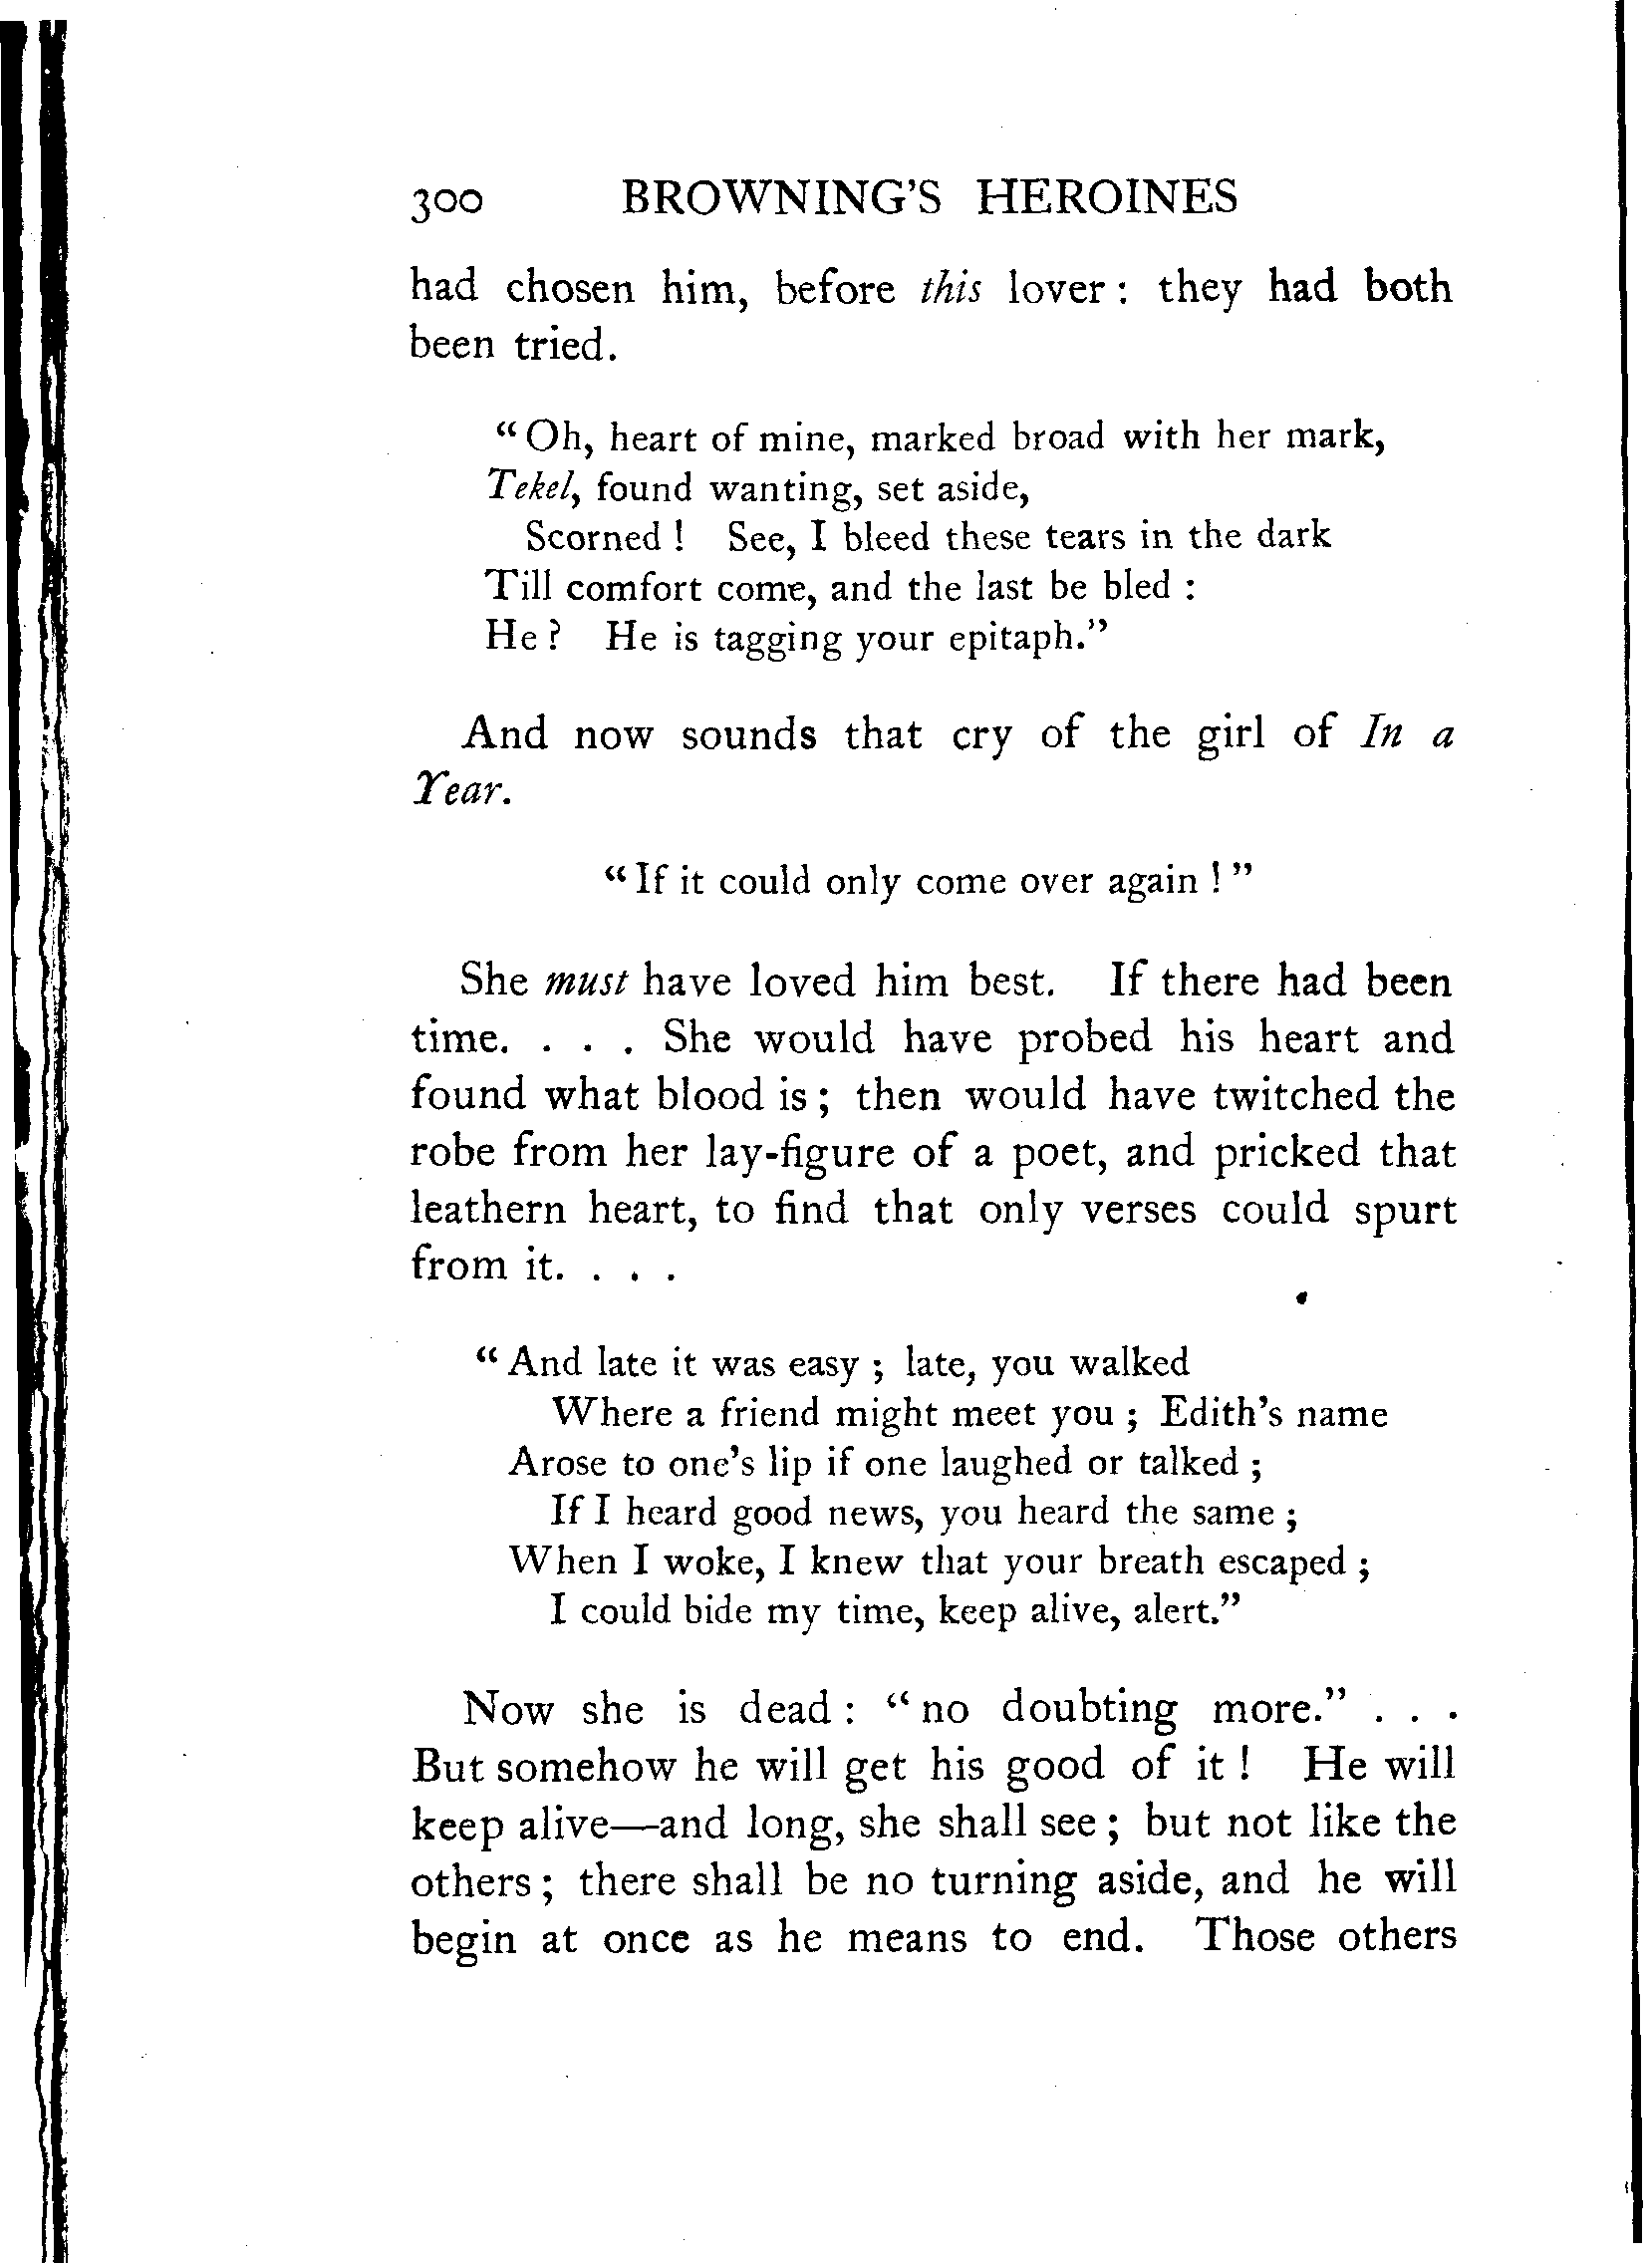 300 BROWNING'S HEROINES
had chosen him, before this lover : they had both
been tried.
“Oh, heart of mine, marked broad with her mark,
Tekel, found wanting, set aside,
Scorned ! See, I bleed these tears in the dark
Till comfort come, and the last be bled :
He ? He is tagging your epitaph.”
And now sounds that cry of the girl of In a
Year.
“If it could only come over again ! ”
She must have loved him best. If there had been
time. . . . She would have probed his heart and
found what blood is ; then would have twitched the
robe from her lay-figure of a poet, and pricked that
leathern heart, to find that only verses could spurt
from it. . . .
“And late it was easy ; late, you walked
Where a friend might meet you ; Edith's name
Arose to one's lip if one laughed or talked ;
If I heard good news, you heard the same ;
When I woke, I knew that your breath escaped ;
I could bide my time, keep alive, alert.”
Now she is dead : “no doubting more.” . . .
But somehow he will get his good of it ! He will
keep alive—and long, she shall see ; but not like the
others ; there shall be no turning aside, and he will
begin at once as he means to end. Those others